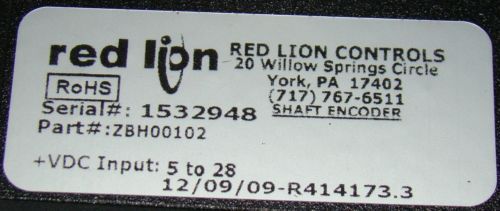 red lion
RED LION CONTROLS
20 Willow Springs Circle
York, PA 17402
(717) 767-6511
SHAFT ENCODER
RoHS
Serial#: 1532948
Part#:ZBH00102
+VDC Input: 5 to 28
12/09/09-R414173.3